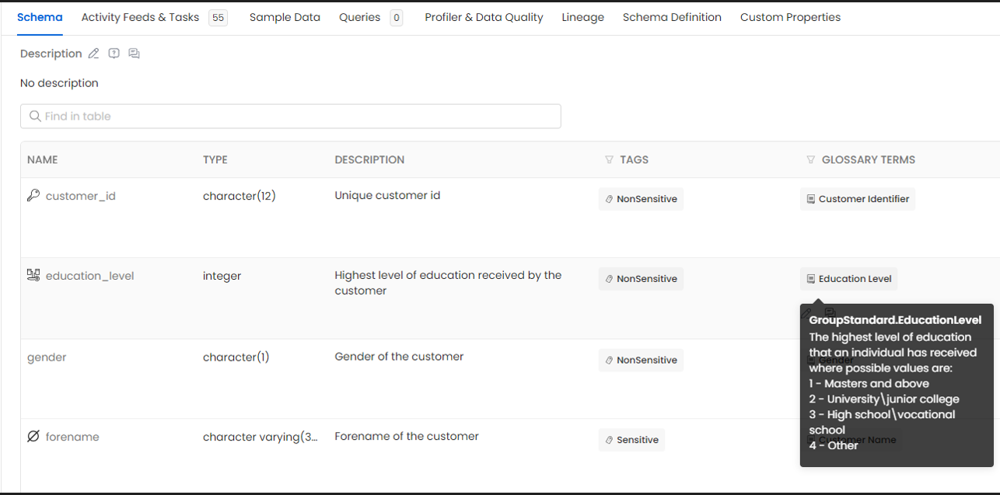 Schema Activity Feeds & Tasks 55 Sample Data Queries 0 Profiler & Data Quality Lineage Schema Definition Custom Properties
Description
No description
Find in table
NAME TYPE DESCRIPTION TAGS GLOSSARY TERMS
customer_id character(12) Unique customer id NonSensitive Customer Identifier
education_level integer Highest level of education received by the NonSensitive Education Level
customer
GroupStandard.EducationLevel
The highest level of education
that an individual has received
where possible values are:
1 - Masters and above
2 - University\junior college
3 - High school\vocational
school
4 - Other
gender character(1) Gender of the customer NonSensitive Gender
forename character varying(3... Forename of the customer Sensitive Customer Name